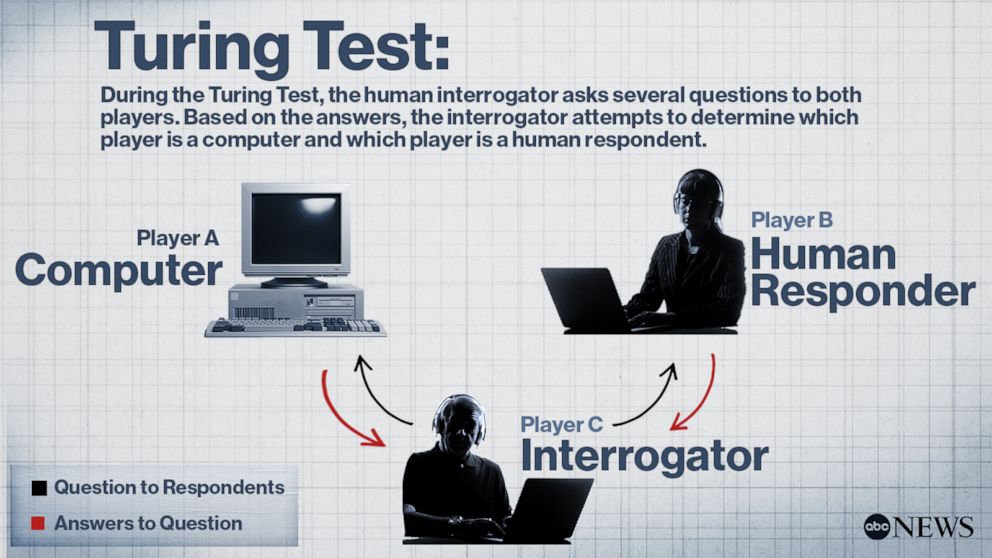 Turing Test:
During the Turing Test, the human interrogator asks several questions to both
players. Based on the answers, the interrogator attempts to determine which
player is a computer and which player is a human respondent.
Player A
Computer
Player B
Human
Responder
Player C
Interrogator
Question to Respondents
Answers to Question
abc NEWS